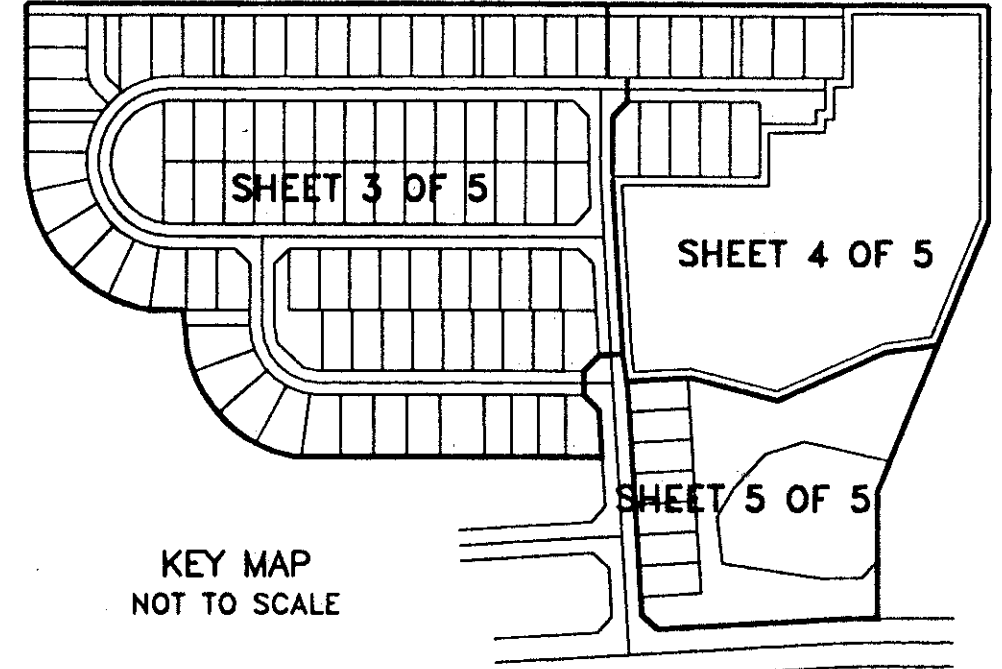 SHEET 3 OF 5
SHEET 4 OF 5
SHEET 5 OF 5
KEY MAP
NOT TO SCALE